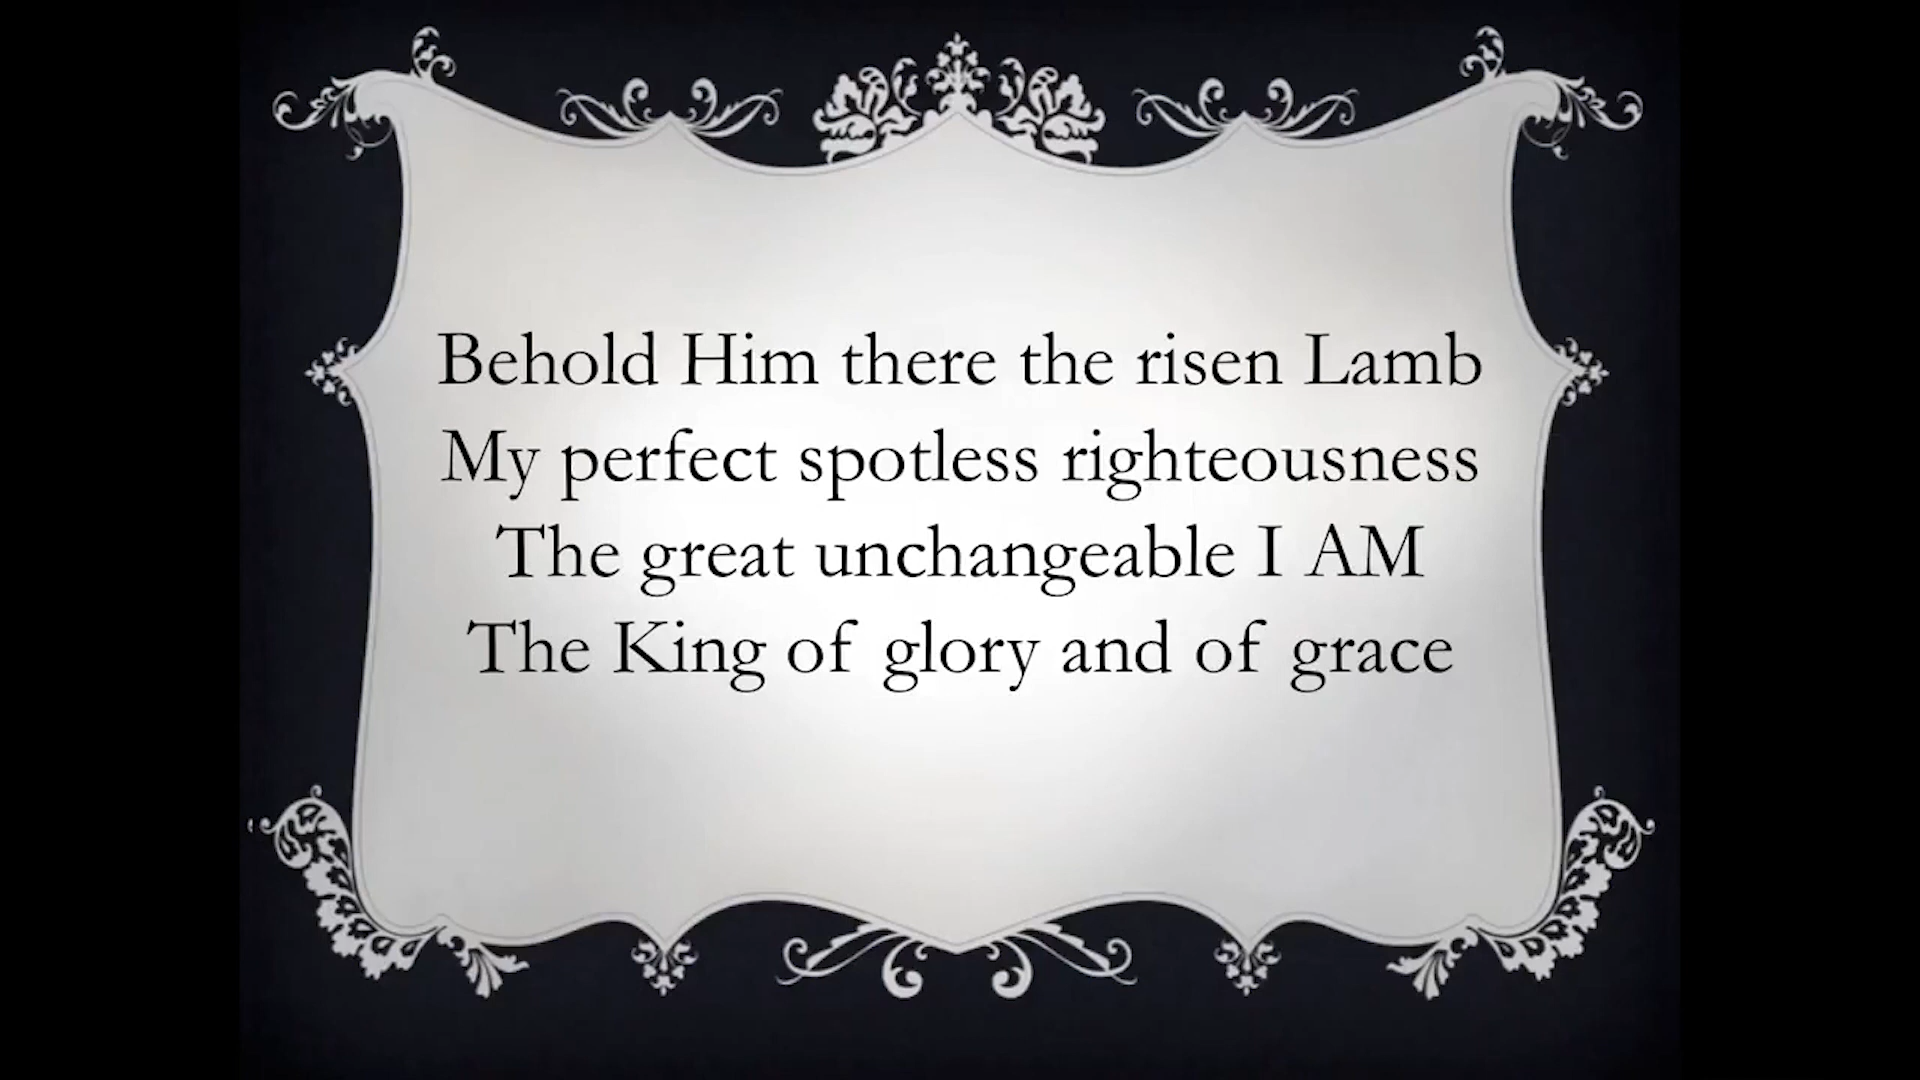 Behold Him there the risen Lamb
My perfect spotless righteousness
The great unchangeable I AM
The King of glory and of grace